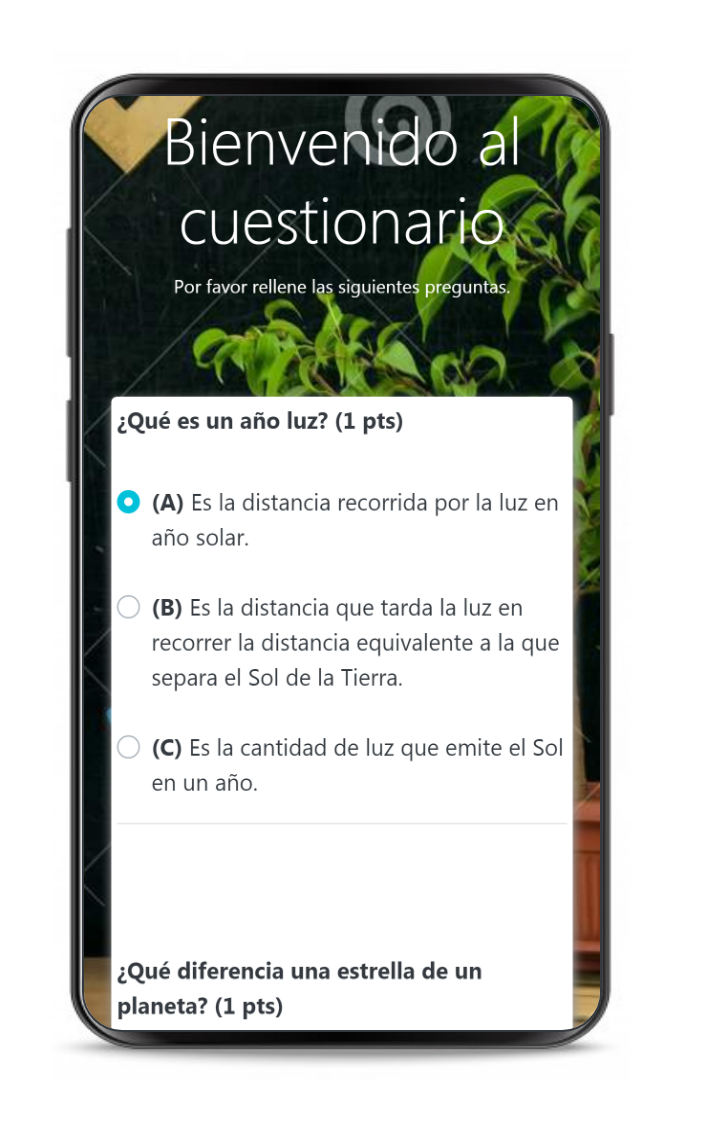 Bienvenido al
cuestionario
Por favor rellene las siguientes preguntas.
¿Qué es un año luz? (1 pts)
(A) Es la distancia recorrida por la luz en
año solar.
(B) Es la distancia que tarda la luz en
recorrer la distancia equivalente a la que
separa el Sol de la Tierra.
(C) Es la cantidad de luz que emite el Sol
en un año.
¿Qué diferencia una estrella de un
planeta? (1 pts)